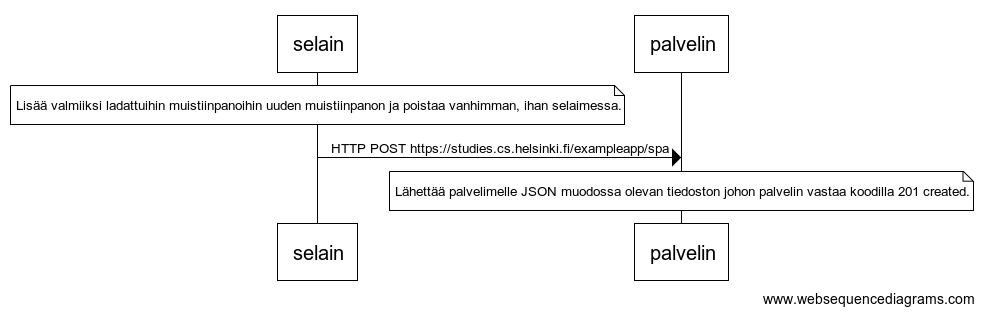 selain
palvelin
Lisää valmiiksi ladattuihin muistiinpanoihin uuden muistiinpanon ja poistaa vanhimman, ihan selaimessa.
HTTP POST https://studies.cs.helsinki.fi/exampleapp/spa
Lähettää palvelimelle JSON muodossa olevan tiedoston johon palvelin vastaa koodilla 201 created.
selain
palvelin
www.websequencediagrams.com